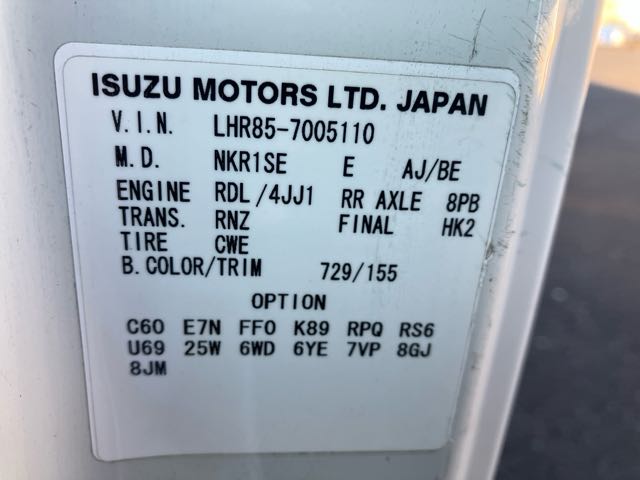 ISUZU MOTORS LTD. JAPAN
V.I.N. LHR85-7005110
M.D. NKR1SE E AJ/BE
ENGINE RDL/4JJ1 RR AXLE 8PB
TRANS. RNZ FINAL HK2
TIRE CWE
B.COLOR/TRIM 729/155
OPTION
C60 E7N FF0 K89 RPQ RS6
U69 25W 6WD 6YE 7VP 8GJ
8JM